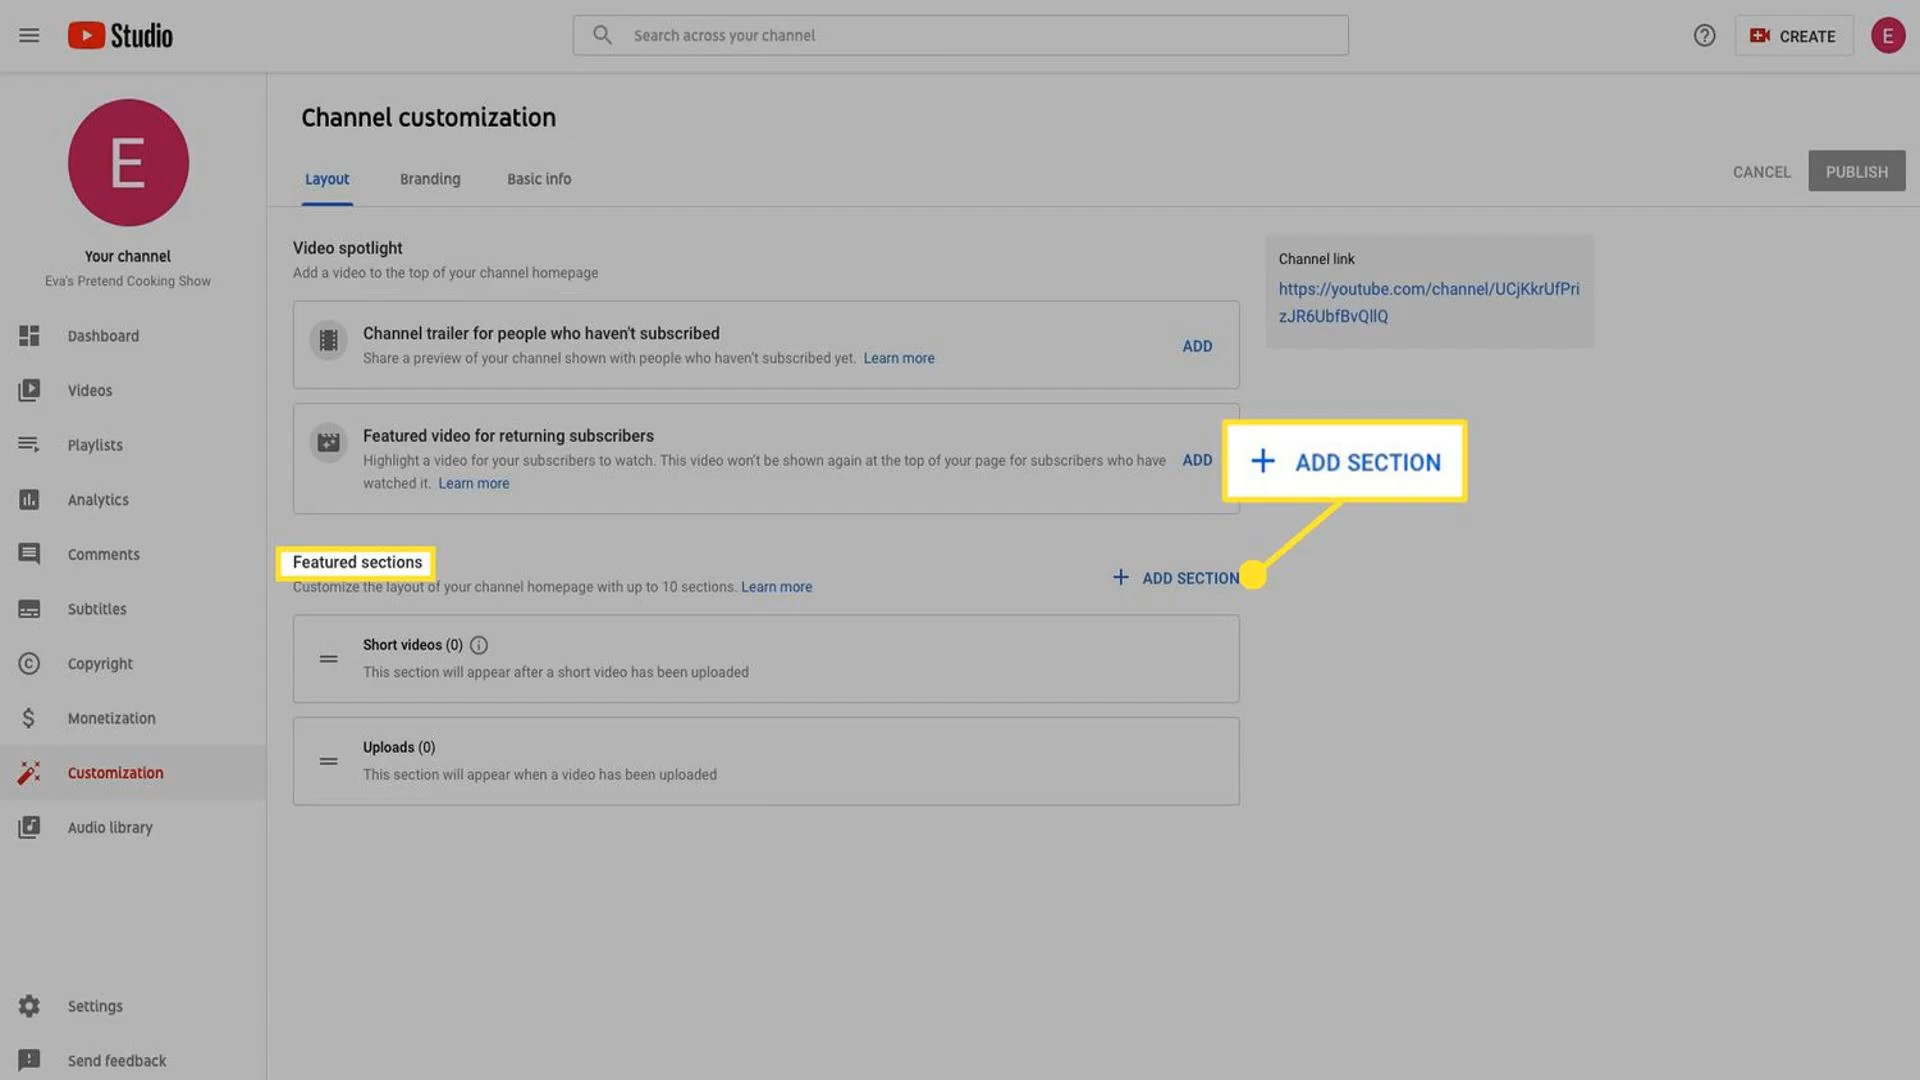 Studio
Search across your channel
CREATE
E
E
Your channel
Eva's Pretend Cooking Show
Dashboard
Videos
Playlists
Analytics
Comments
Subtitles
Copyright
Monetization
Customization
Audio library
Settings
Send feedback
Channel customization
Layout
Branding
Basic info
CANCEL
PUBLISH
Video spotlight
Add a video to the top of your channel homepage
Channel trailer for people who haven't subscribed
Share a preview of your channel shown with people who haven't subscribed yet. Learn more
ADD
Featured video for returning subscribers
Highlight a video for your subscribers to watch. This video won't be shown again at the top of your page for subscribers who have
watched it. Learn more
ADD
Channel link
https://youtube.com/channel/UCjKkrUfPri
zJR6UbfBvQllQ
+ ADD SECTION
Featured sections
Customize the layout of your channel homepage with up to 10 sections. Learn more
+ ADD SECTION
Short videos (0)
This section will appear after a short video has been uploaded
Uploads (0)
This section will appear when a video has been uploaded